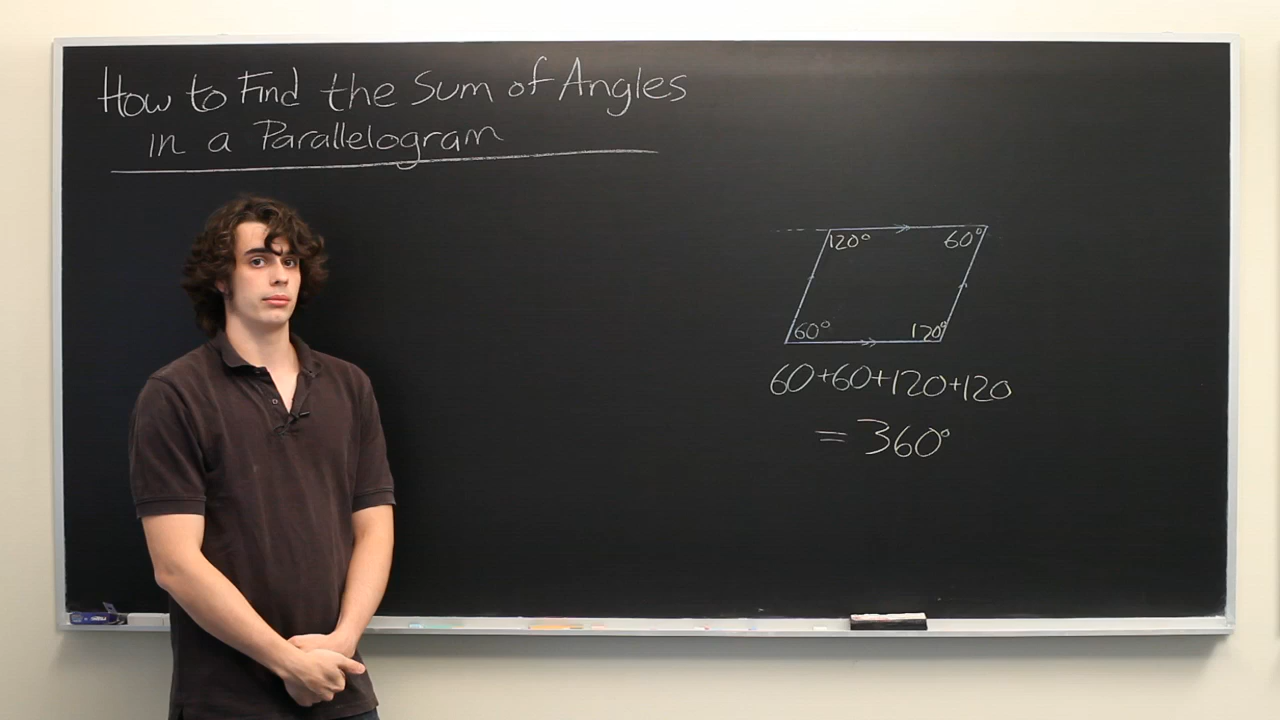 How to Find the Sum of Angles
in a Parallelogram
120° 60°
60° 120°
60+60+120+120
= 360°